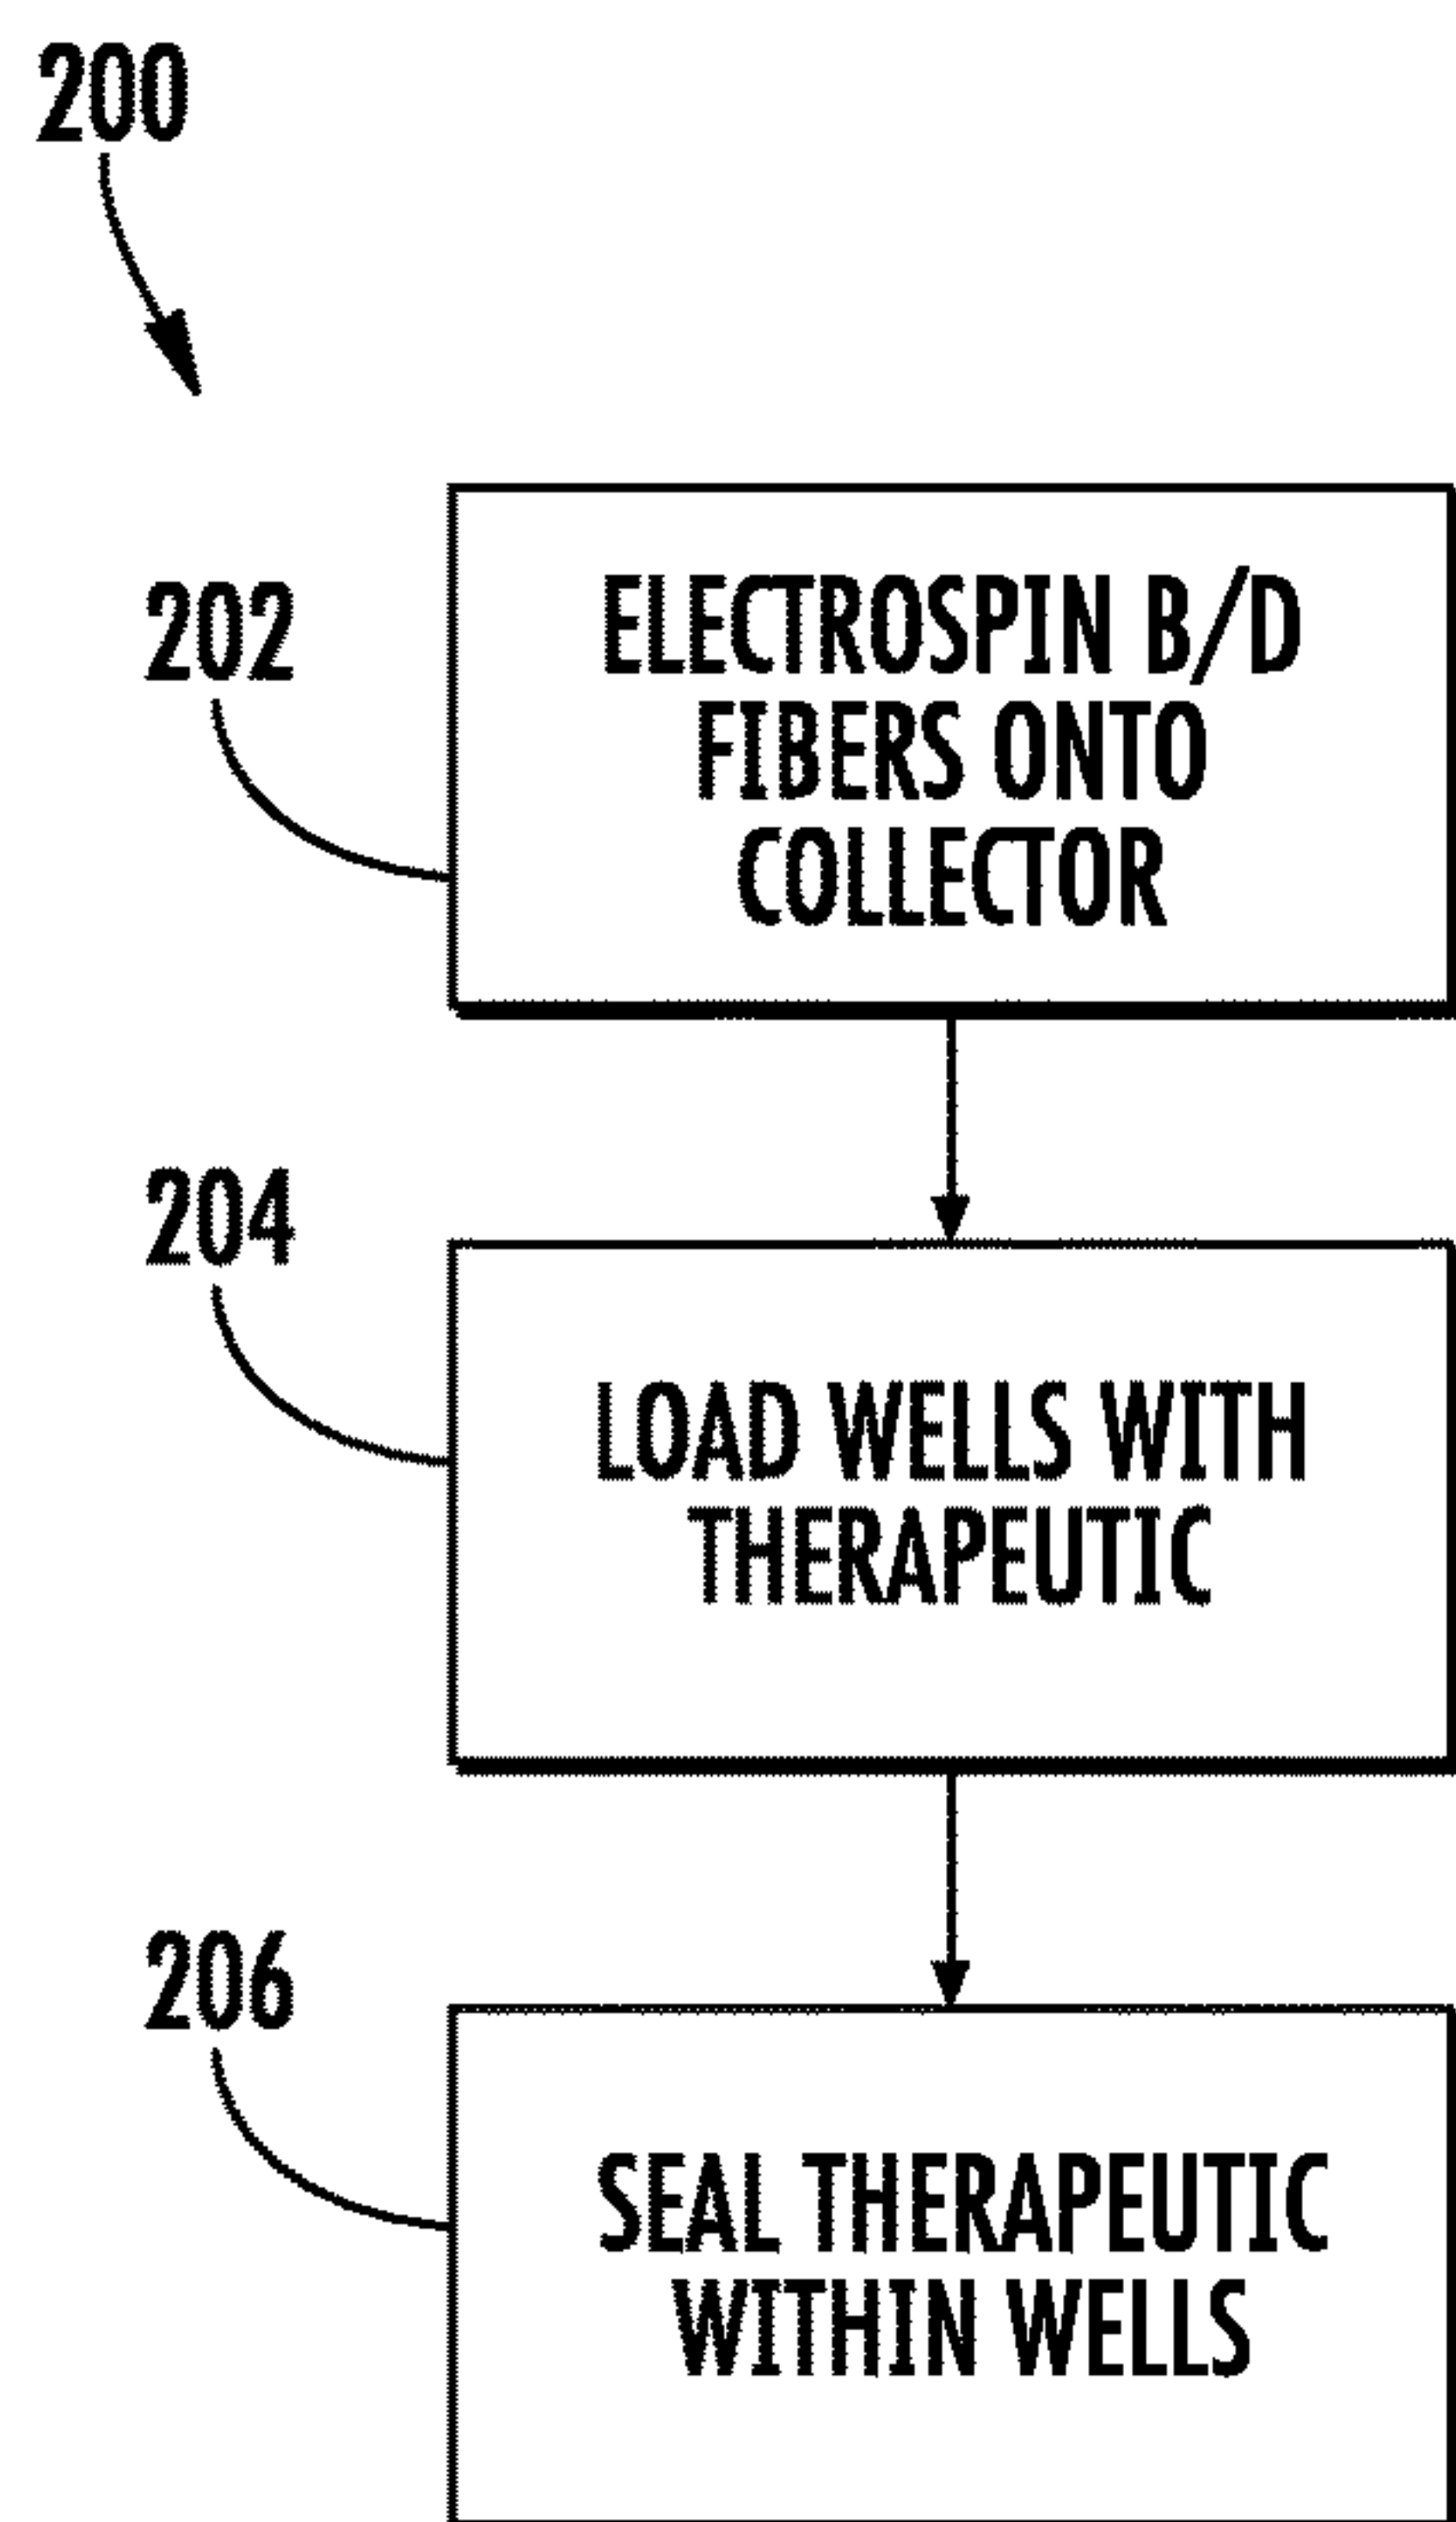 200
202
ELECTROSPIN B/D
FIBERS ONTO
COLLECTOR
204
LOAD WELLS WITH
THERAPEUTIC
206
SEAL THERAPEUTIC
WITHIN WELLS